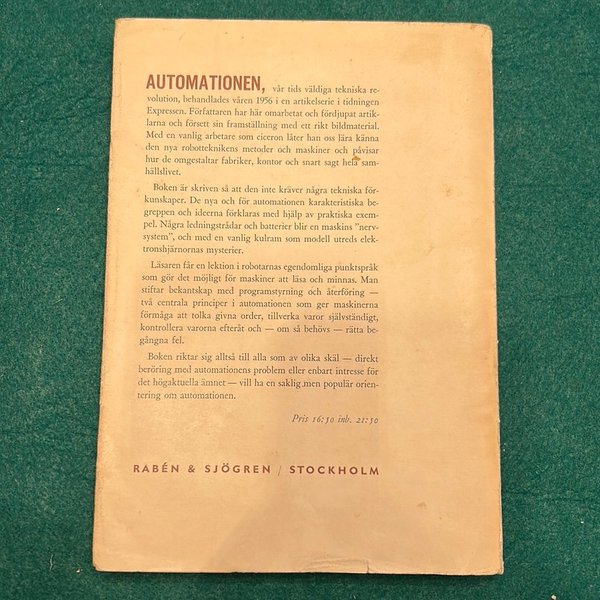 AUTOMATIONEN, vår tids väldiga tekniska re-
volution, behandlades våren 1956 i en artikelserie i tidningen
Expressen. Författaren har här omarbetat och fördjupat artik-
larna och försett sin framställning med ett rikt bildmaterial.
Med en vanlig arbetare som ciceron låter han oss lära känna
den nya robotteknikens metoder och maskiner och påvisar
hur de omgestaltar fabriker, kontor och snart sagt hela sam-
hällslivet.
Boken är skriven så att den inte kräver några tekniska för-
kunskaper. De nya och för automationen karakteristiska be-
greppen och ideerna förklaras med hjälp av praktiska exem-
pel. Några ledningstrådar och batterier blir en maskins "nerv-
system", och med en vanlig kulram som modell utreds elek-
tronshjärnornas mysterier.
Läsaren får en lektion i robotarnas egendomliga punktspråk
som gör det möjligt för maskiner att läsa och minnas. Man
stiftar bekantskap med programstyrning och återföring —
två centrala principer i automationen som ger maskinerna
förmåga att tolka givna order, tillverka varor självständigt,
kontrollera varorna efteråt och — om så behövs — rätta be-
gångna fel.
Boken riktar sig alltså till alla som av olika skäl — direkt
beröring med automationens problem eller enbart intresse för
det högaktuella ämnet — vill ha en saklig men populär orien-
tering om automationen.
Pris 16:50 inb. 21:50
RABÉN & SJÖGREN / STOCKHOLM